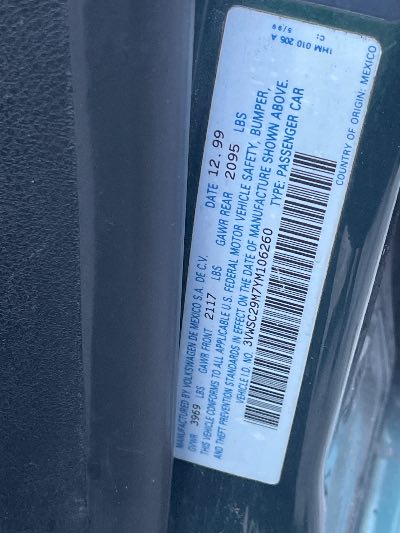 MANUFACTURED BY VOLKSWAGEN DE MEXICO S.A. DE C.V. DATE 12.99
GVWR 3969 LBS GAWR FRONT 2117 LBS GAWR REAR 2095 LBS
THIS VEHICLE CONFORMS TO ALL APPLICABLE U.S. FEDERAL MOTOR VEHICLE SAFETY, BUMPER,
AND THEFT PREVENTION STANDARDS IN EFFECT ON THE DATE OF MANUFACTURE SHOWN ABOVE.
VEHICLE I.D. NO. 3VWSC29M7YM106260 TYPE: PASSENGER CAR
COUNTRY OF ORIGIN: MEXICO
1HM 010 206 A
C: 5/99